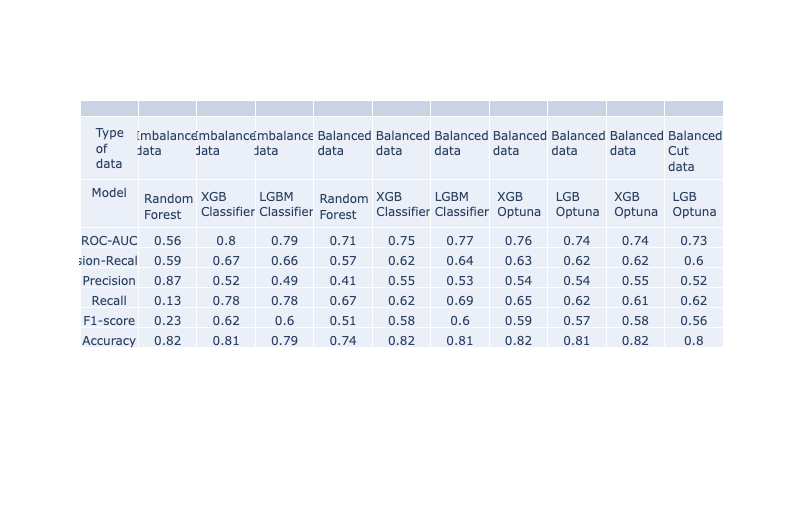 Type of data Imbalance data Imbalance data Imbalance data Balanced data Balanced data Balanced data Balanced data Balanced data Balanced data Balanced Cut data
Model Random Forest XGB Classifier LGBM Classifier Random Forest XGB Classifier LGBM Classifier XGB Optuna LGB Optuna XGB Optuna LGB Optuna
ROC-AUC 0.56 0.8 0.79 0.71 0.75 0.77 0.76 0.74 0.74 0.73
sion-Recal 0.59 0.67 0.66 0.57 0.62 0.64 0.63 0.62 0.62 0.6
Precision 0.87 0.52 0.49 0.41 0.55 0.53 0.54 0.54 0.55 0.52
Recall 0.13 0.78 0.78 0.67 0.62 0.69 0.65 0.62 0.61 0.62
F1-score 0.23 0.62 0.6 0.51 0.58 0.6 0.59 0.57 0.58 0.56
Accuracy 0.82 0.81 0.79 0.74 0.82 0.81 0.82 0.81 0.82 0.8